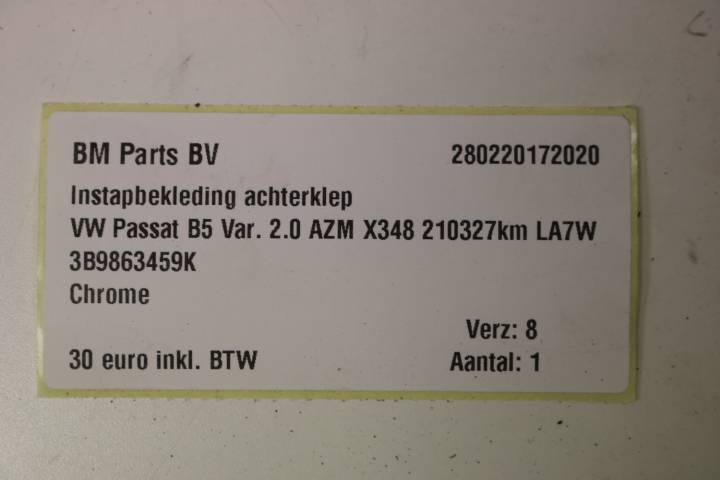 BM Parts BV 280220172020
Instapbekleding achterklep
VW Passat B5 Var. 2.0 AZM X348 210327km LA7W
3B9863459K
Chrome
Verz: 8
30 euro inkl. BTW Aantal: 1